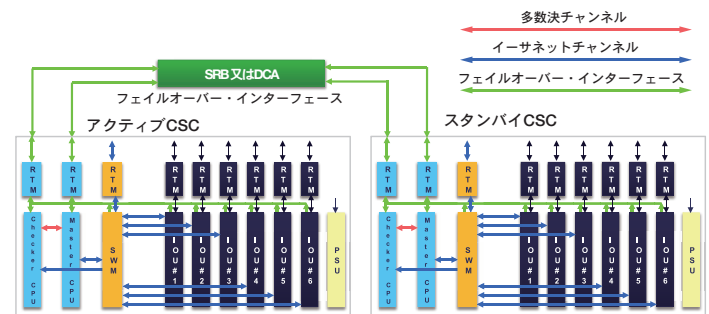 多数決チャンネル
イーサネットチャンネル
フェイルオーバー・インターフェース
SRB又はDCA
フェイルオーバー・インターフェース
アクティブCSC
スタンバイCSC
RTM
RTM
RTM
RTM
RTM
RTM
RTM
RTM
RTM
Checker CPU
Master CPU
SWM
IOU#1
IOU#2
IOU#3
IOU#4
IOU#5
IOU#6
PSU
RTM
RTM
RTM
RTM
RTM
RTM
RTM
RTM
RTM
Checker CPU
Master CPU
SWM
IOU#1
IOU#2
IOU#3
IOU#4
IOU#5
IOU#6
PSU